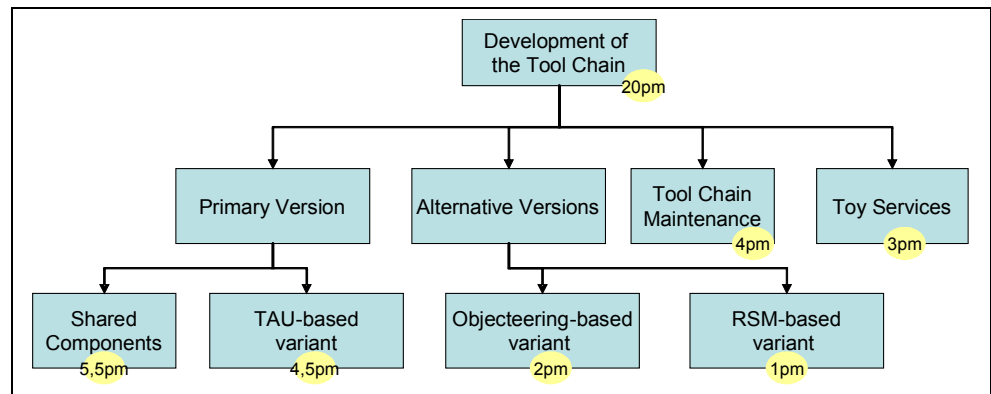 Development of
the Tool Chain
20pm
Primary Version
Alternative Versions
Tool Chain
Maintenance
4pm
Toy Services
3pm
Shared
Components
5,5pm
TAU-based
variant
4,5pm
Objecteering-based
variant
2pm
RSM-based
variant
1pm